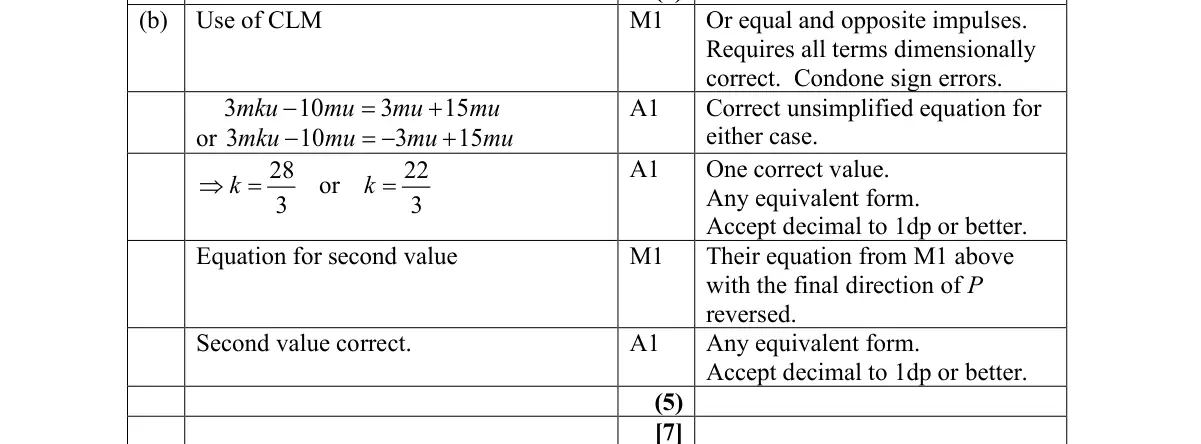 (b) Use of CLM M1 Or equal and opposite impulses.
Requires all terms dimensionally
correct. Condone sign errors.
3mku − 10mu = 3mu + 15mu A1 Correct unsimplified equation for
or 3mku − 10mu = −3mu + 15mu either case.
⇒ k = 28/3 or k = 22/3 A1 One correct value.
Any equivalent form.
Accept decimal to 1dp or better.
Equation for second value M1 Their equation from M1 above
with the final direction of P
reversed.
Second value correct. A1 Any equivalent form.
Accept decimal to 1dp or better.
(5)
[7]